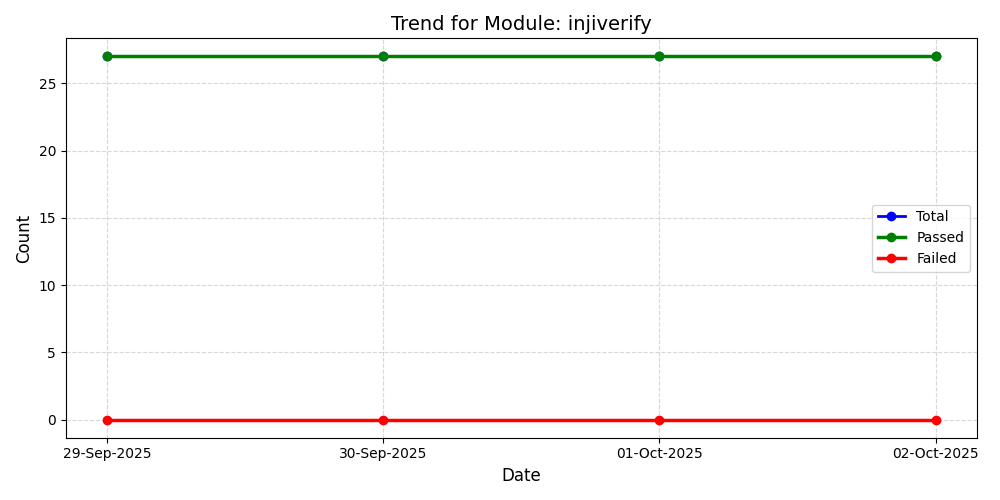 Trend for Module: injiverify
Count
25
20
15
10
5
0
Total
Passed
Failed
29-Sep-2025
30-Sep-2025
01-Oct-2025
02-Oct-2025
Date